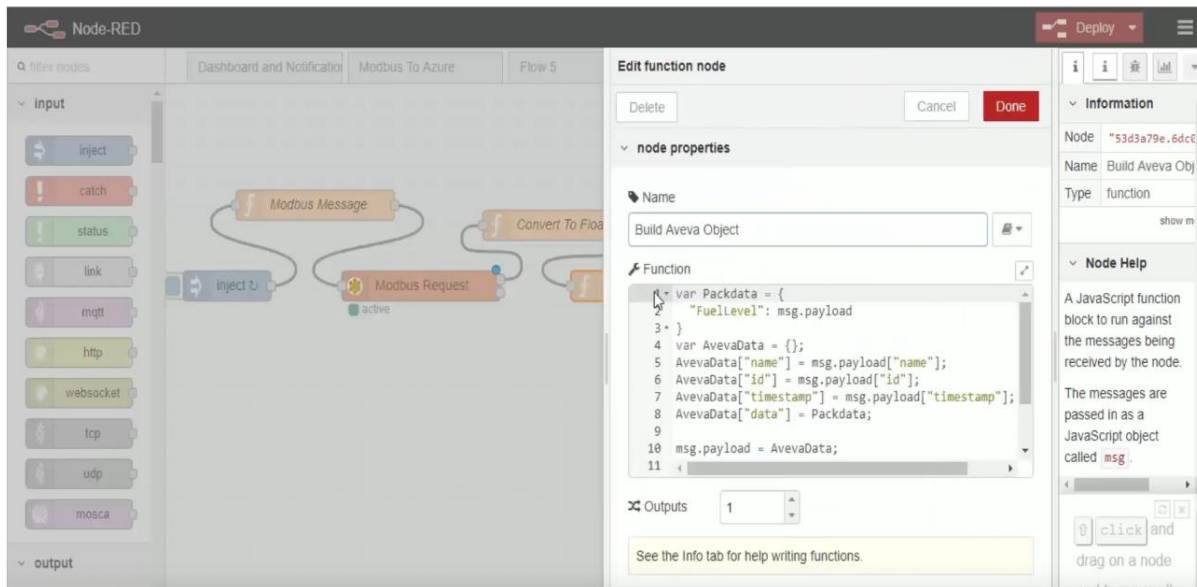 Node-RED
Deploy
filter nodes
Dashboard and Notification
Modbus To Azure
Flow 5
Edit function node
input
Delete
Cancel
Done
Information
node properties
Node "53d3a79e.6dc
inject
Name Build Aveva Obj
Type function
show m
catch
Modbus Message
Name
status
Convert To Floa
Build Aveva Object
link
inject ↻
Modbus Request
active
Function
Node Help
mqtt
1 var Packdata = {
2 "FuelLevel": msg.payload
3 }
4 var AvevaData = {};
5 AvevaData["name"] = msg.payload["name"];
6 AvevaData["id"] = msg.payload["id"];
7 AvevaData["timestamp"] = msg.payload["timestamp"];
8 AvevaData["data"] = Packdata;
9
10 msg.payload = AvevaData;
11
A JavaScript function
block to run against
the messages being
received by the node.
The messages are
passed in as a
JavaScript object
called msg.
http
websocket
tcp
udp
mosca
output
Outputs 1
See the Info tab for help writing functions.
click and
drag on a node